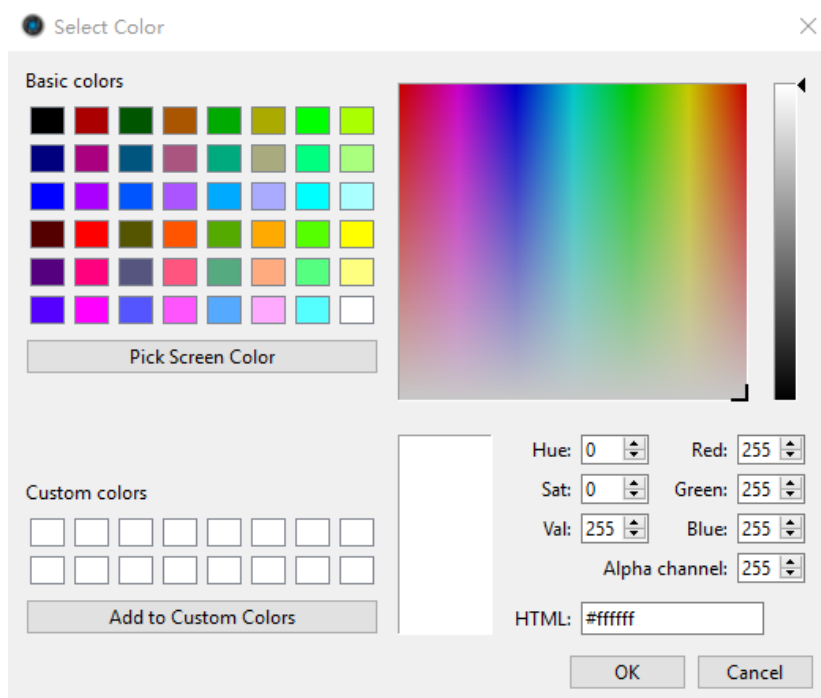 Select Color
Basic colors
Pick Screen Color
Custom colors
Add to Custom Colors
Hue: 0 Red: 255
Sat: 0 Green: 255
Val: 255 Blue: 255
Alpha channel: 255
HTML: #ffffff
OK Cancel